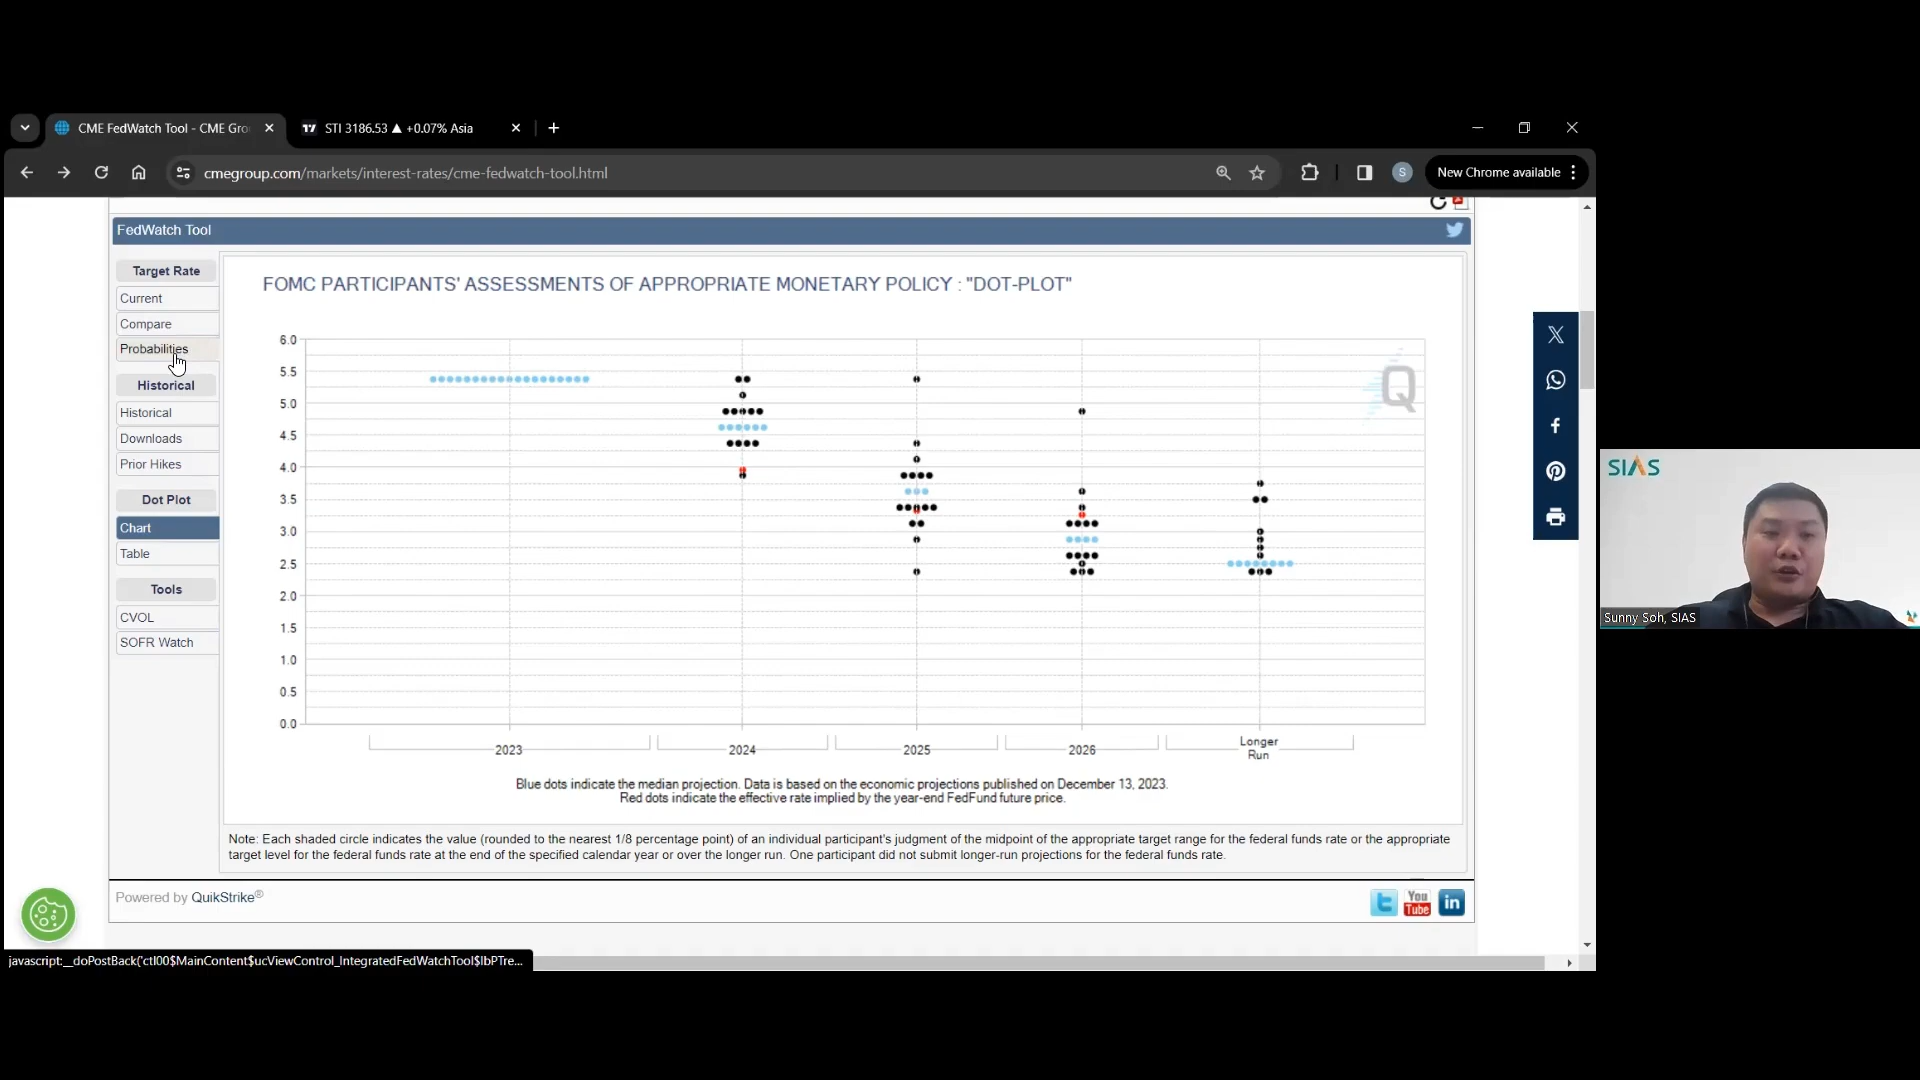 CME FedWatch Tool - CME Gro
STI 3186.53 ▲ +0.07% Asia
cmegroup.com/markets/interest-rates/cme-fedwatch-tool.html
S
New Chrome available
FedWatch Tool
Target Rate
Current
Compare
Probabilities
Historical
Historical
Downloads
Prior Hikes
Dot Plot
Chart
Table
Tools
CVOL
SOFR Watch
FOMC PARTICIPANTS' ASSESSMENTS OF APPROPRIATE MONETARY POLICY : "DOT-PLOT"
6.0
5.5
5.0
4.5
4.0
3.5
3.0
2.5
2.0
1.5
1.0
0.5
0.0
Q
2023
2024
2025
2026
Longer
Run
Blue dots indicate the median projection. Data is based on the economic projections published on December 13, 2023.
Red dots indicate the effective rate implied by the year-end FedFund future price.
Note: Each shaded circle indicates the value (rounded to the nearest 1/8 percentage point) of an individual participant's judgment of the midpoint of the appropriate target range for the federal funds rate or the appropriate
target level for the federal funds rate at the end of the specified calendar year or over the longer run. One participant did not submit longer-run projections for the federal funds rate.
Powered by QuikStrike®
You
Tube
in
javascript:__doPostBack('ctl00$MainContent$ucViewControl_IntegratedFedWatchTool$lbPTre...
SIAS
Sunny Soh, SIAS